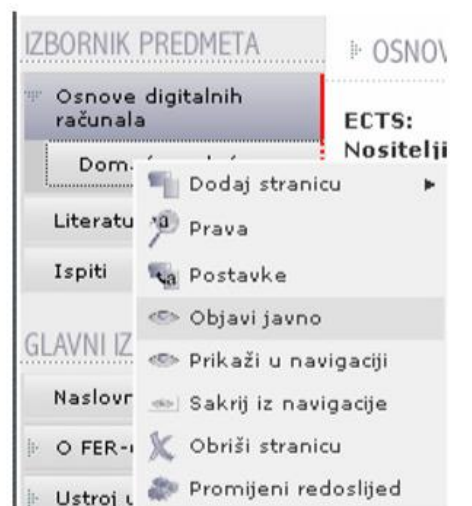 IZBORNIK PREDMETA
OSNOV
Osnove digitalnih
računala
ECTS:
Nositelji
Dodaj stranicu
Literatu
Prava
Ispiti
Postavke
Objavi javno
GLAVNI IZ
Prikaži u navigaciji
Naslovn
Sakrij iz navigacije
O FER-
Obriši stranicu
Ustroj u
Promijeni redoslijed